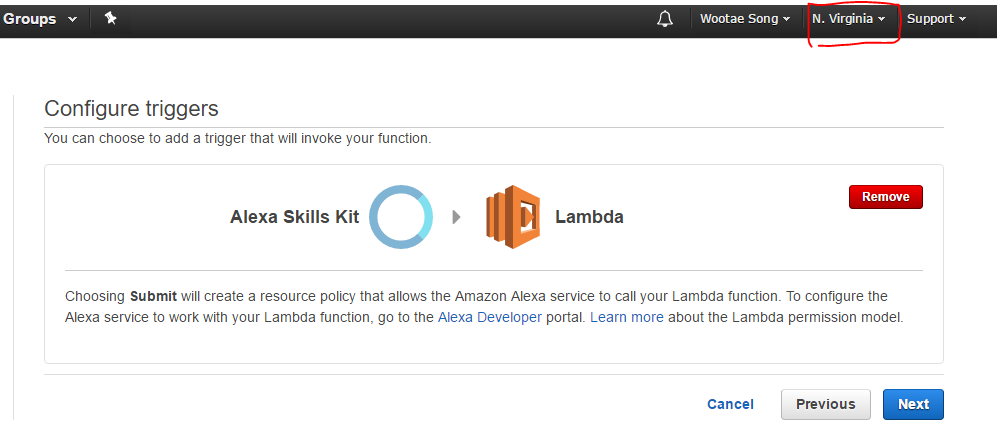 Groups Wootae Song N. Virginia Support
Configure triggers
You can choose to add a trigger that will invoke your function.
Remove
Alexa Skills Kit Lambda
Choosing Submit will create a resource policy that allows the Amazon Alexa service to call your Lambda function. To configure the
Alexa service to work with your Lambda function, go to the Alexa Developer portal. Learn more about the Lambda permission model.
Cancel Previous Next